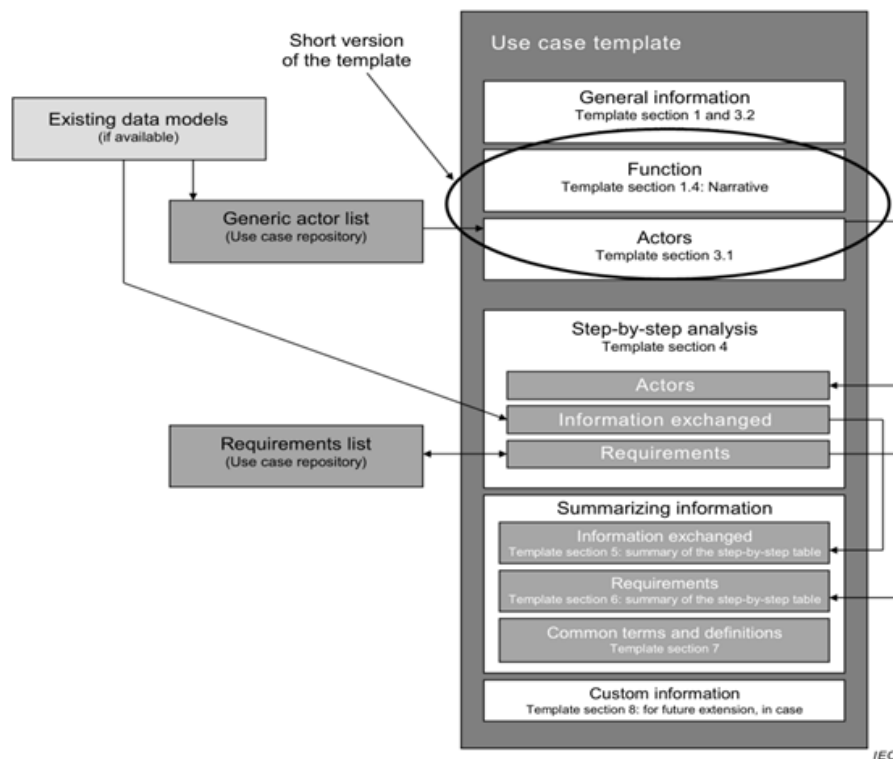 Short version
of the template
Use case template
General information
Template section 1 and 3.2
Existing data models
(if available)
Function
Template section 1.4: Narrative
Generic actor list
(Use case repository)
Actors
Template section 3.1
Step-by-step analysis
Template section 4
Actors
Information exchanged
Requirements list
(Use case repository)
Requirements
Summarizing information
Information exchanged
Template section 5: summary of the step-by-step table
Requirements
Template section 6: summary of the step-by-step table
Common terms and definitions
Template section 7
Custom information
Template section 8: for future extension, in case
IEC